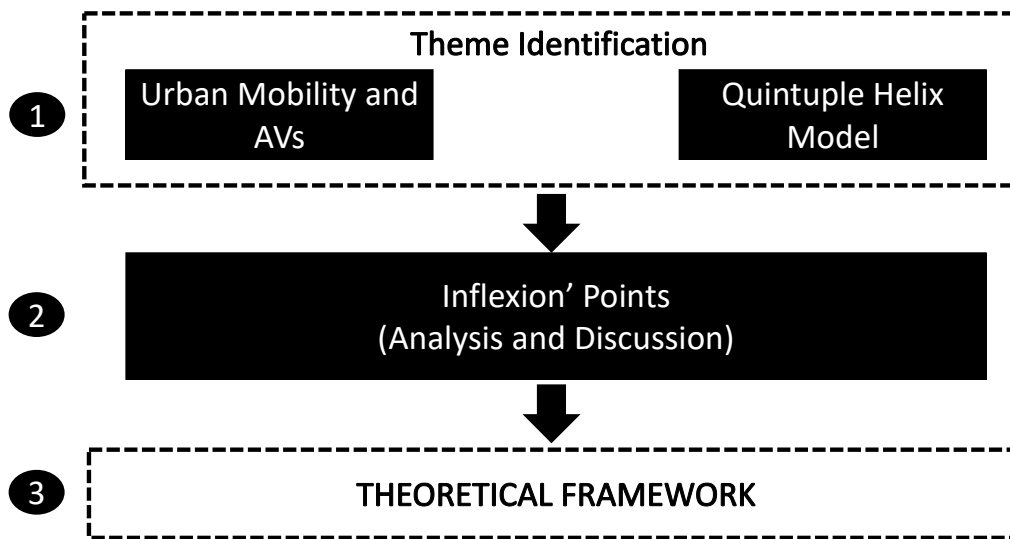 Theme Identification
1
Urban Mobility and
AVs
Quintuple Helix
Model
2
Inflexion’ Points
(Analysis and Discussion)
3
THEORETICAL FRAMEWORK